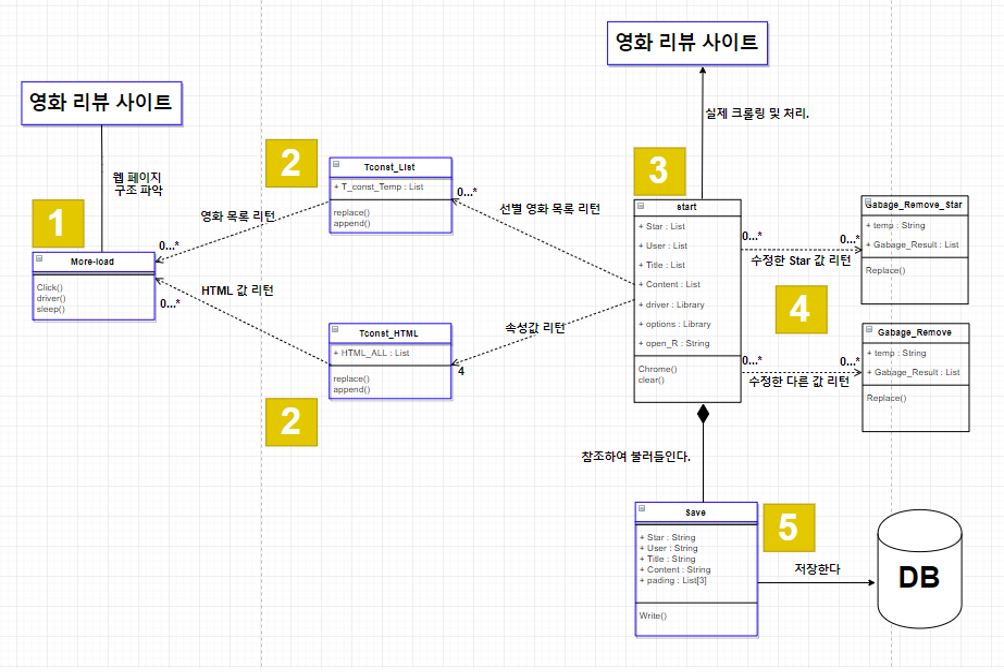 영화 리뷰 사이트
웹 페이지
구조 파악
1
More-load
Click()
driver()
sleep()
0...*
0...*
영화 목록 리턴
HTML 값 리턴
2
Tconst_List
+ T_const_Temp : List
replace()
append()
0...*
선별 영화 목록 리턴
Tconst_HTML
+ HTML_ALL : List
replace()
append()
4
속성값 리턴
2
영화 리뷰 사이트
실제 크롤링 및 처리.
3
start
+ Star : List
+ User : List
+ Title : List
+ Content : List
+ driver : Library
+ options : Library
+ open_R : String
Chrome()
clear()
0...*
0...*
수정한 Star 값 리턴
Gabage_Remove_Star
+ temp : String
+ Gabage_Result : List
Replace()
4
0...*
0...*
수정한 다른 값 리턴
Gabage_Remove
+ temp : String
+ Gabage_Result : List
Replace()
참조하여 불러들인다.
Save
+ Star : String
+ User : String
+ Title : String
+ Content : String
+ pading : List[3]
Write()
5
저장한다
DB